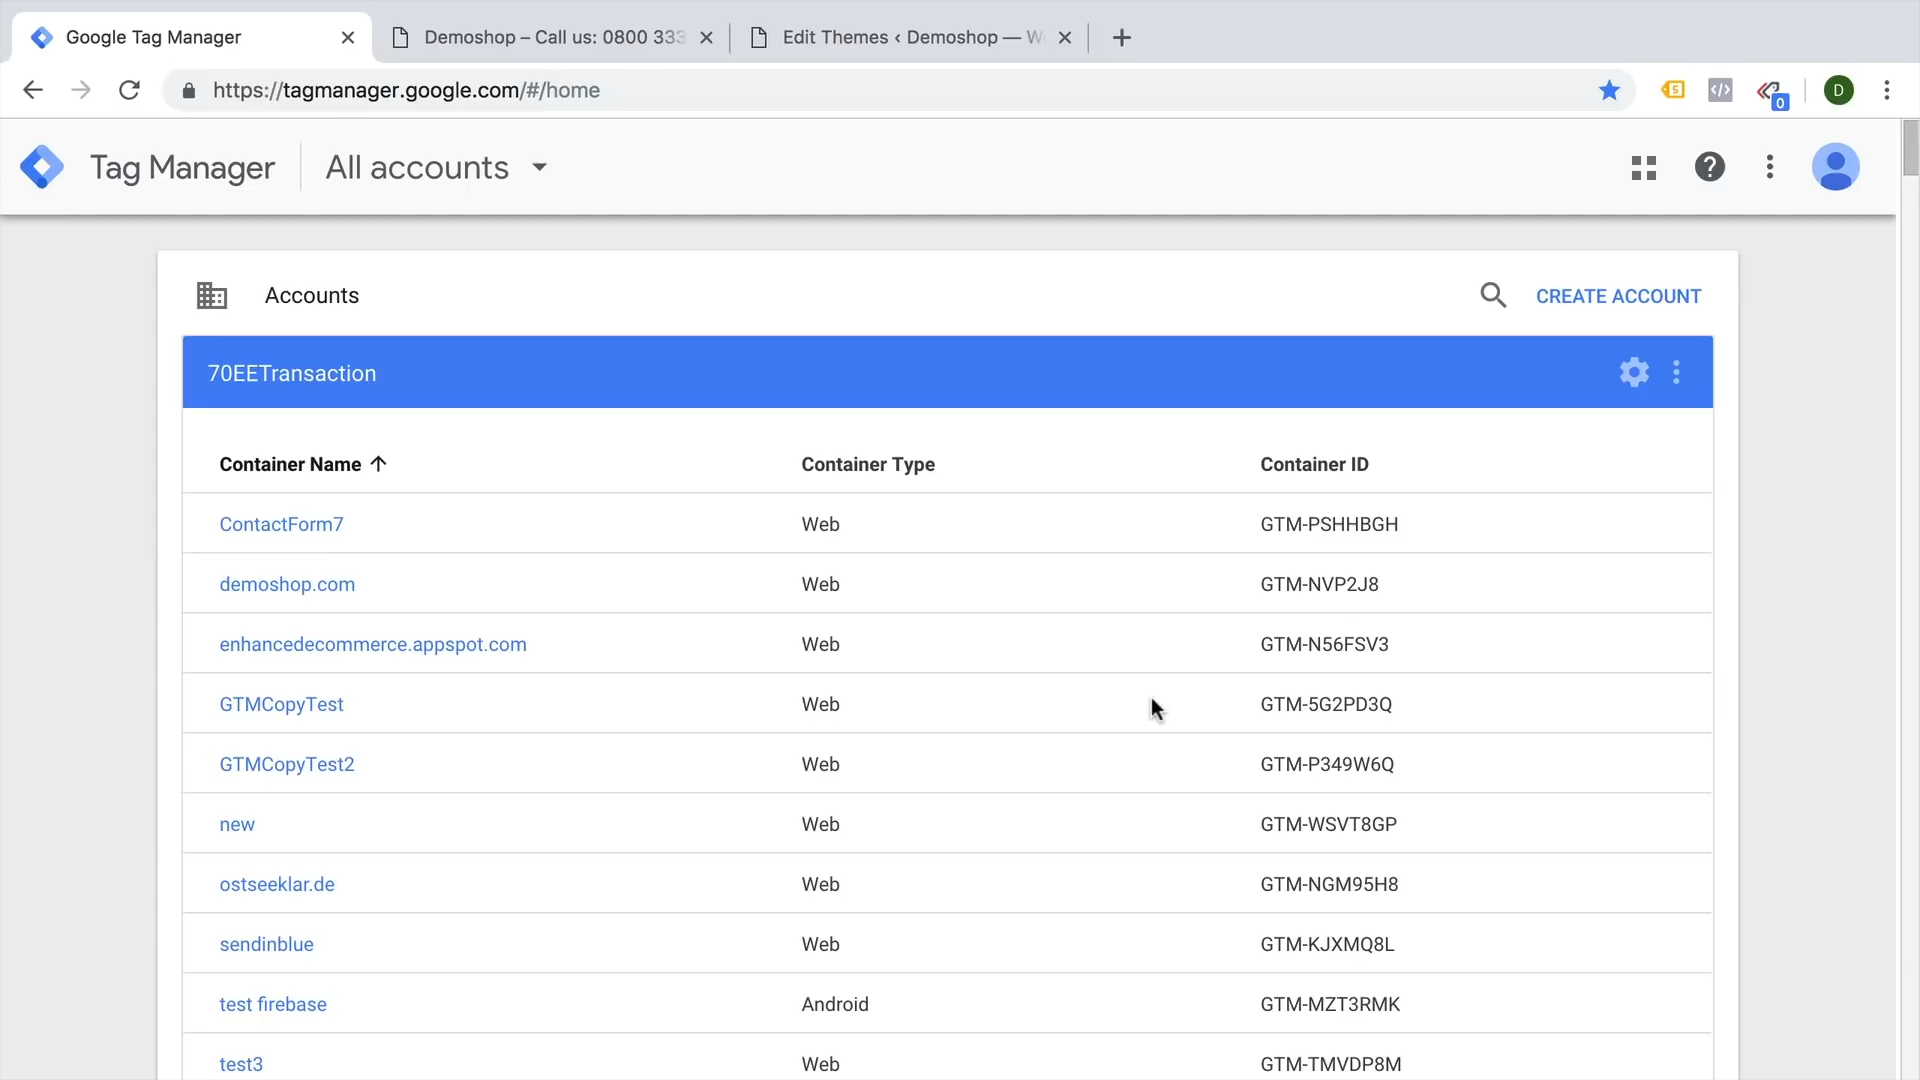 Google Tag Manager
Demoshop – Call us: 0800 333
Edit Themes ‹ Demoshop — W
https://tagmanager.google.com/#/home
S
0
D
Tag Manager
All accounts
?
Accounts
CREATE ACCOUNT
70EETransaction
Container Name Container Type Container ID
ContactForm7 Web GTM-PSHHBGH
demoshop.com Web GTM-NVP2J8
enhancedecommerce.appspot.com Web GTM-N56FSV3
GTMCopyTest Web GTM-5G2PD3Q
GTMCopyTest2 Web GTM-P349W6Q
new Web GTM-WSVT8GP
ostseeklar.de Web GTM-NGM95H8
sendinblue Web GTM-KJXMQ8L
test firebase Android GTM-MZT3RMK
test3 Web GTM-TMVDP8M